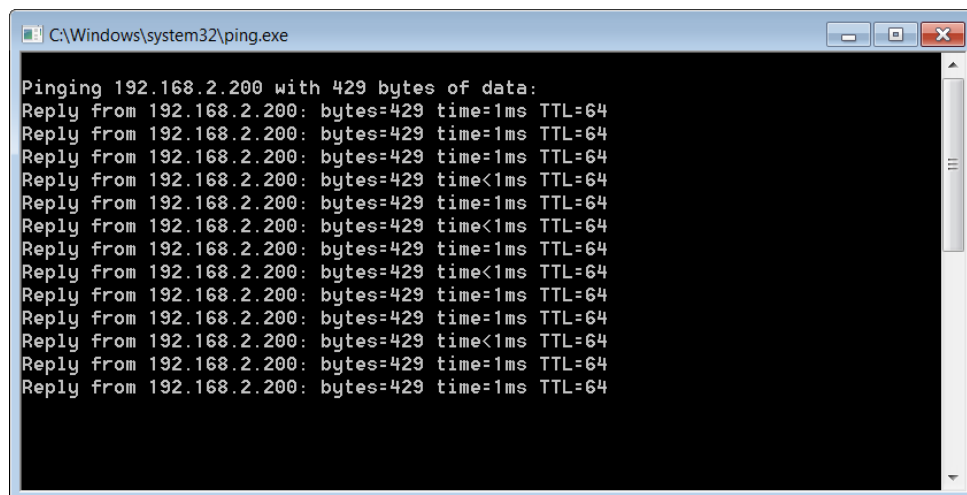 C:\Windows\system32\ping.exe
Pinging 192.168.2.200 with 429 bytes of data:
Reply from 192.168.2.200: bytes=429 time=1ms TTL=64
Reply from 192.168.2.200: bytes=429 time=1ms TTL=64
Reply from 192.168.2.200: bytes=429 time=1ms TTL=64
Reply from 192.168.2.200: bytes=429 time<1ms TTL=64
Reply from 192.168.2.200: bytes=429 time=1ms TTL=64
Reply from 192.168.2.200: bytes=429 time<1ms TTL=64
Reply from 192.168.2.200: bytes=429 time=1ms TTL=64
Reply from 192.168.2.200: bytes=429 time<1ms TTL=64
Reply from 192.168.2.200: bytes=429 time=1ms TTL=64
Reply from 192.168.2.200: bytes=429 time=1ms TTL=64
Reply from 192.168.2.200: bytes=429 time<1ms TTL=64
Reply from 192.168.2.200: bytes=429 time=1ms TTL=64
Reply from 192.168.2.200: bytes=429 time=1ms TTL=64